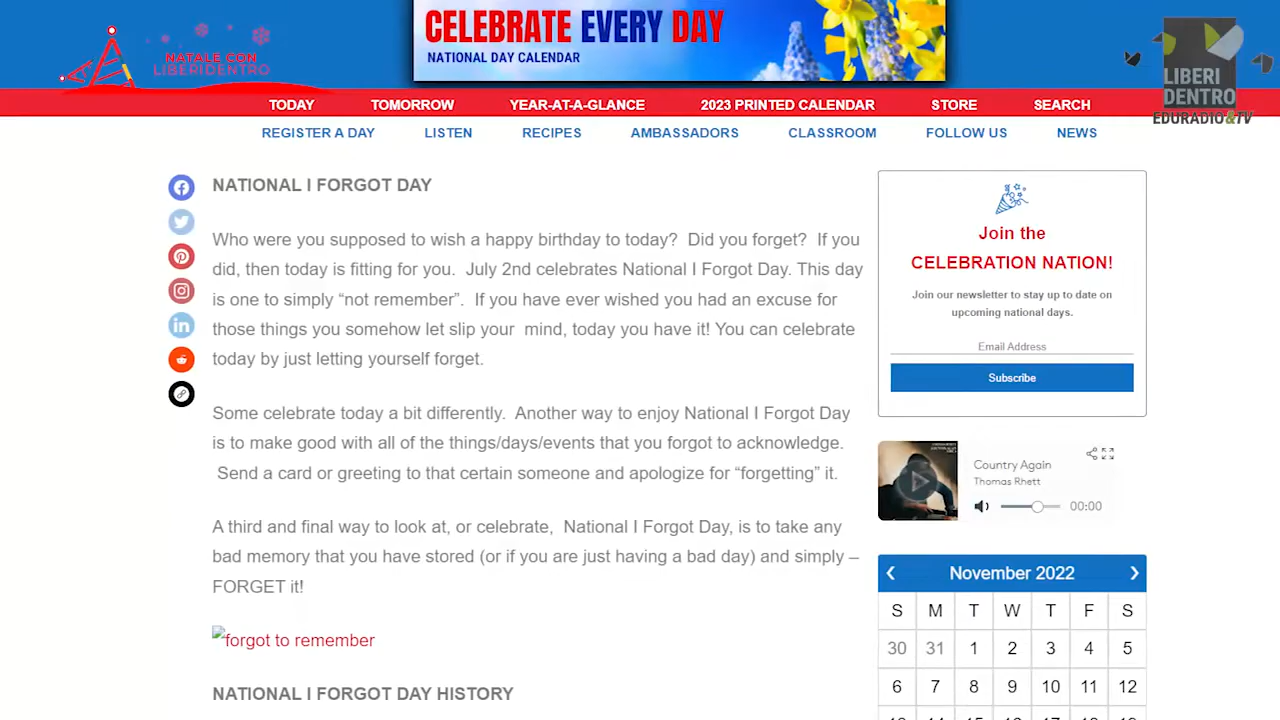 CELEBRATE EVERY DAY
NATIONAL DAY CALENDAR
NATALE CON
LIBERIDENTRO
LIBERI
DENTRO
EDURADIO&TV
TODAY TOMORROW YEAR-AT-A-GLANCE 2023 PRINTED CALENDAR STORE SEARCH
REGISTER A DAY LISTEN RECIPES AMBASSADORS CLASSROOM FOLLOW US NEWS
NATIONAL I FORGOT DAY
Who were you supposed to wish a happy birthday to today?  Did you forget?  If you
did, then today is fitting for you.  July 2nd celebrates National I Forgot Day. This day
is one to simply “not remember”.  If you have ever wished you had an excuse for
those things you somehow let slip your  mind, today you have it! You can celebrate
today by just letting yourself forget.
Some celebrate today a bit differently.  Another way to enjoy National I Forgot Day
is to make good with all of the things/days/events that you forgot to acknowledge.
Send a card or greeting to that certain someone and apologize for “forgetting” it.
A third and final way to look at, or celebrate,  National I Forgot Day, is to take any
bad memory that you have stored (or if you are just having a bad day) and simply –
FORGET it!
forgot to remember
NATIONAL I FORGOT DAY HISTORY
Join the
CELEBRATION NATION!
Join our newsletter to stay up to date on
upcoming national days.
Email Address
Subscribe
Country Again
Thomas Rhett
00:00
November 2022
S M T W T F S
30 31 1 2 3 4 5
6 7 8 9 10 11 12